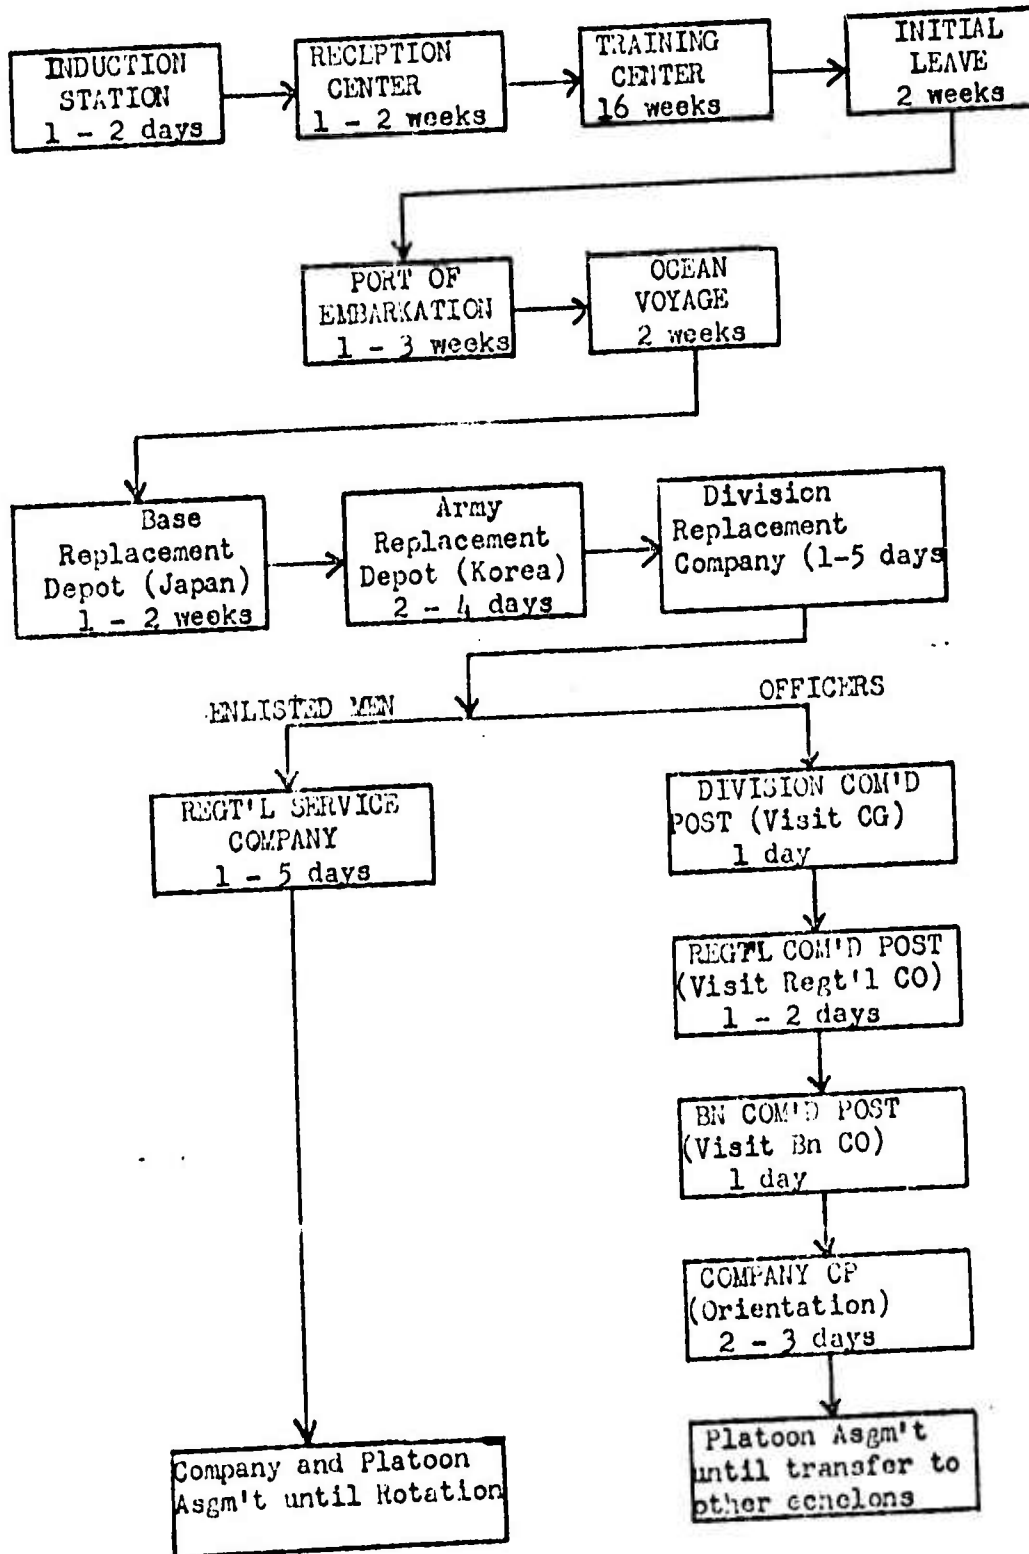 INDUCTION
STATION
1 - 2 days
RECEPTION
CENTER
1 - 2 weeks
TRAINING
CENTER
16 weeks
INITIAL
LEAVE
2 weeks
PORT OF
EMBARKATION
1 - 3 weeks
OCEAN
VOYAGE
2 weeks
Base
Replacement
Depot (Japan)
1 - 2 weeks
Army
Replacement
Depot (Korea)
2 - 4 days
Division
Replacement
Company (1-5 days
ENLISTED MEN
OFFICERS
REGT'L SERVICE
COMPANY
1 - 5 days
DIVISION COM'D
POST (Visit CG)
1 day
REGT'L COM'D POST
(Visit Regt'l CO)
1 - 2 days
BN COM'D POST
(Visit Bn CO)
1 day
COMPANY CP
(Orientation)
2 - 3 days
Company and Platoon
Asgm't until Rotation
Platoon Asgm't
until transfer to
other echelons